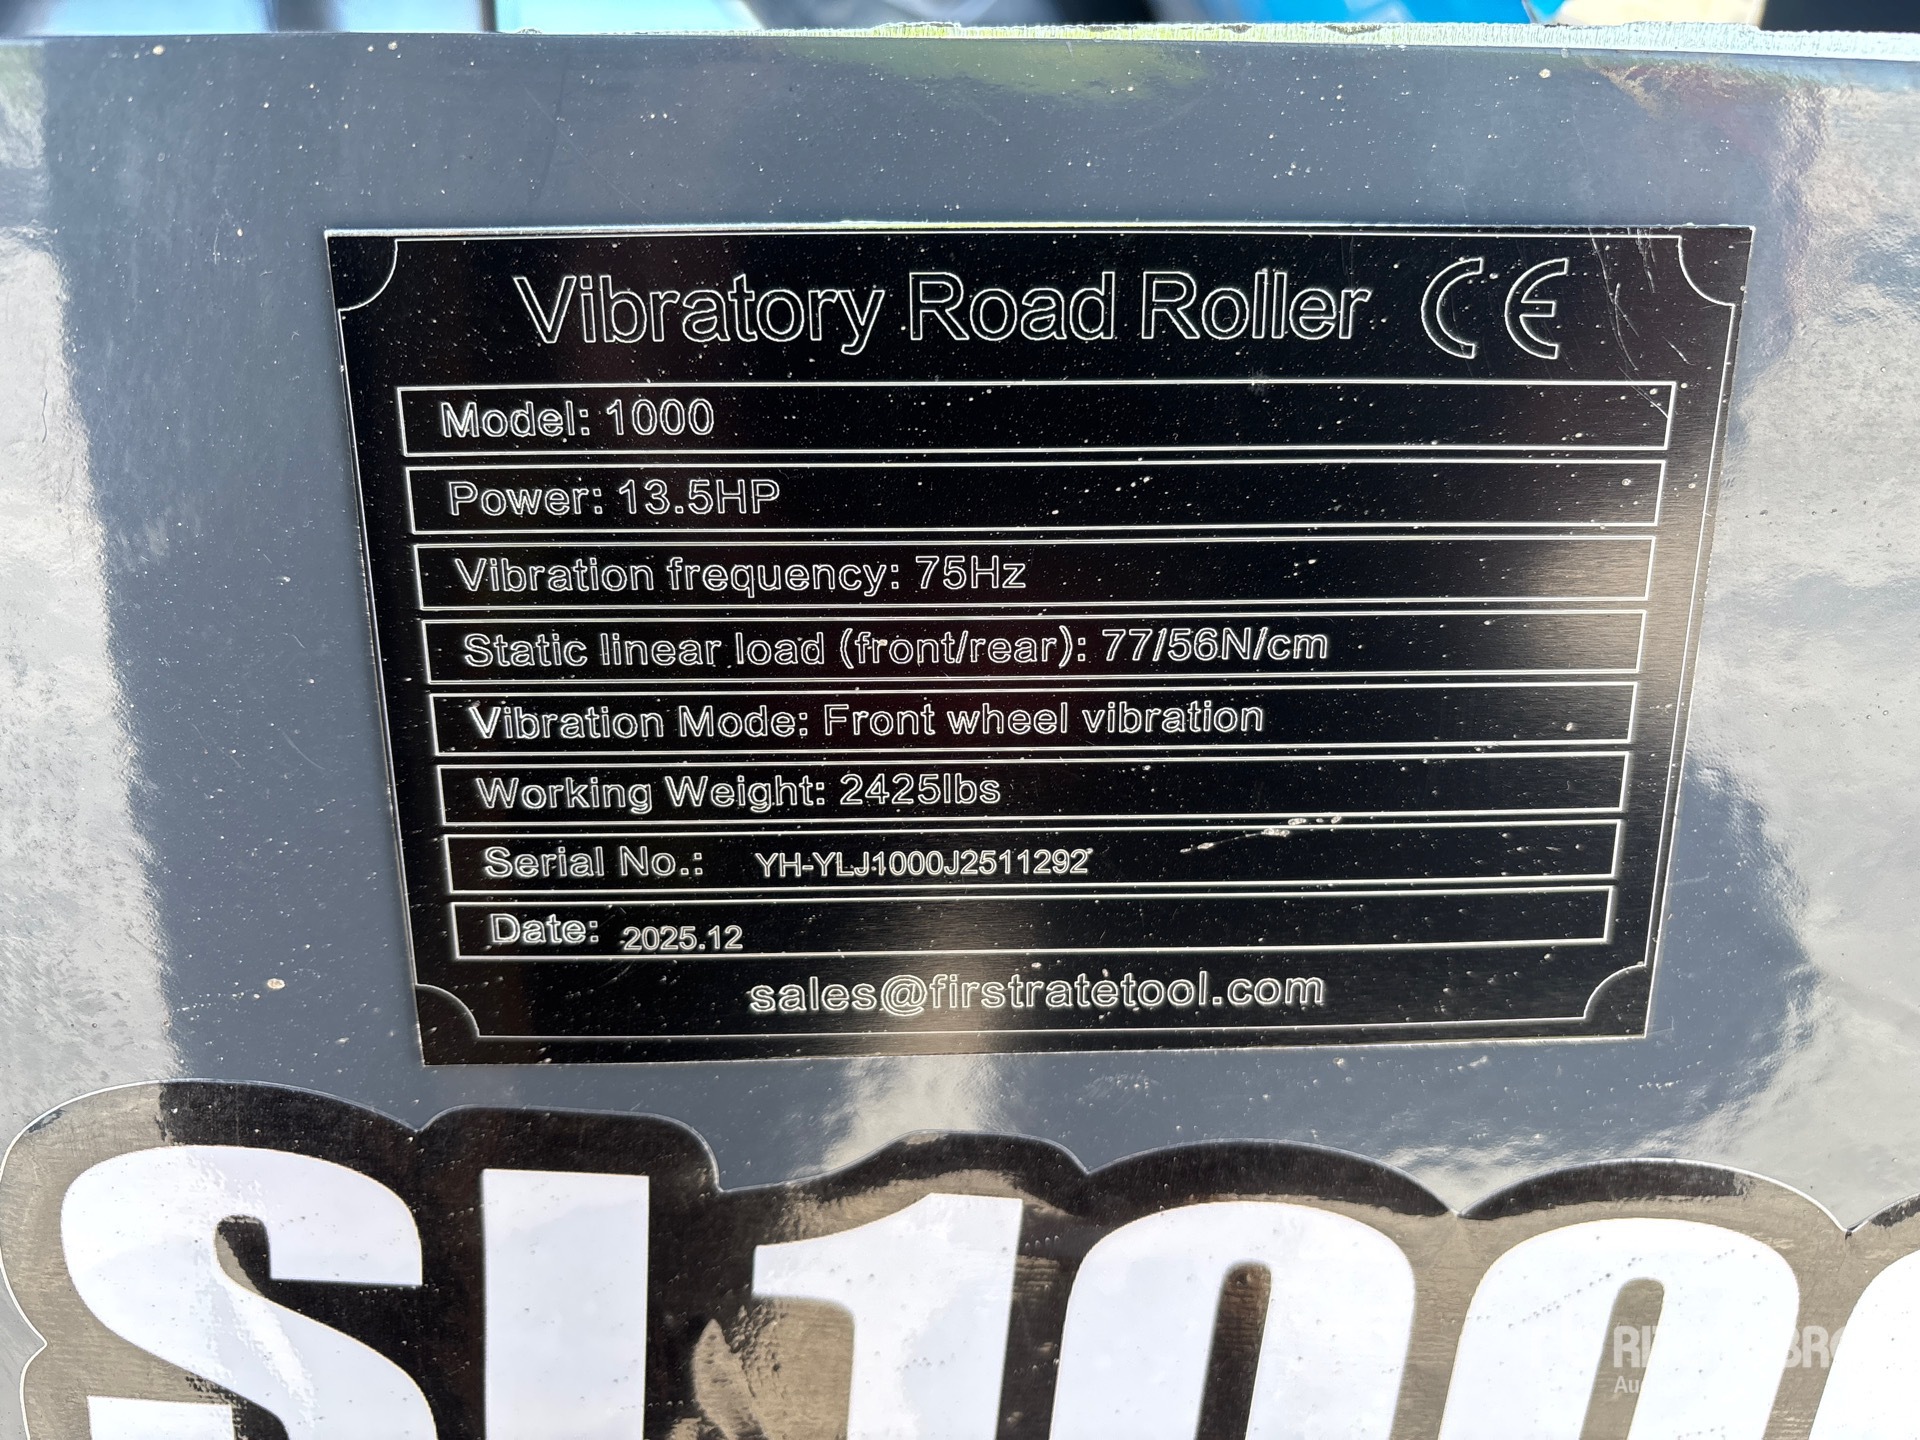 Vibratory Road Roller CE
Model: 1000
Power: 13.5HP
Vibration frequency: 75Hz
Static linear load (front/rear): 77/56N/cm
Vibration Mode: Front wheel vibration
Working Weight: 2425lbs
Serial No.: YH-YLJ1000J2511292
Date: 2025.12
sales@firstratetool.com